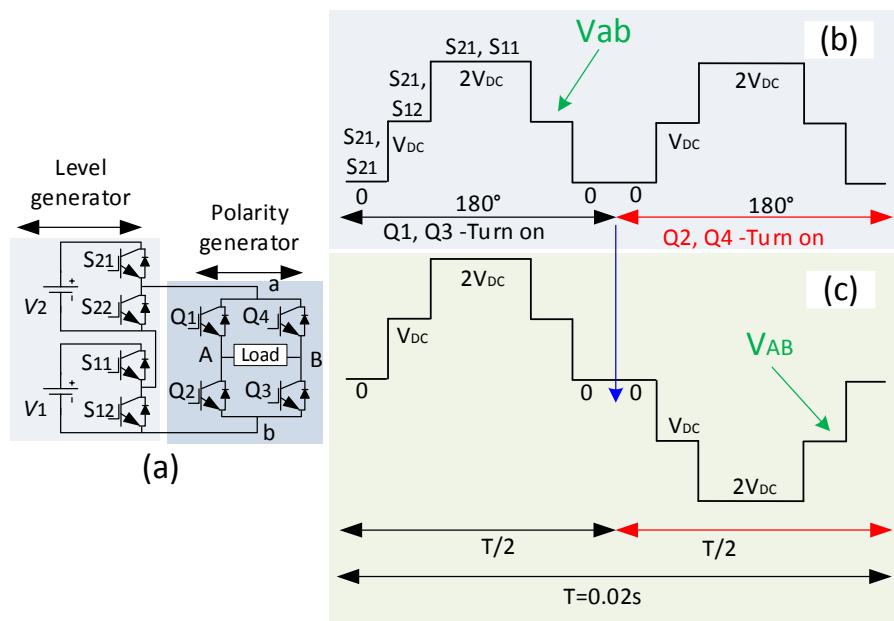 Level
generator
Polarity
generator
S21
V2
+
S22
S11
V1
+
S12
a
Q1
Q4
A
Load
B
Q2
Q3
b
(a)
(b)
Vab
S21, S11
2VDC
S21,
S12
VDC
S21,
S21
0
0
0
VDC
2VDC
180°
Q1, Q3 -Turn on
180°
Q2, Q4 -Turn on
(c)
2VDC
VDC
VAB
0
0
0
VDC
2VDC
T/2
T/2
T=0.02s